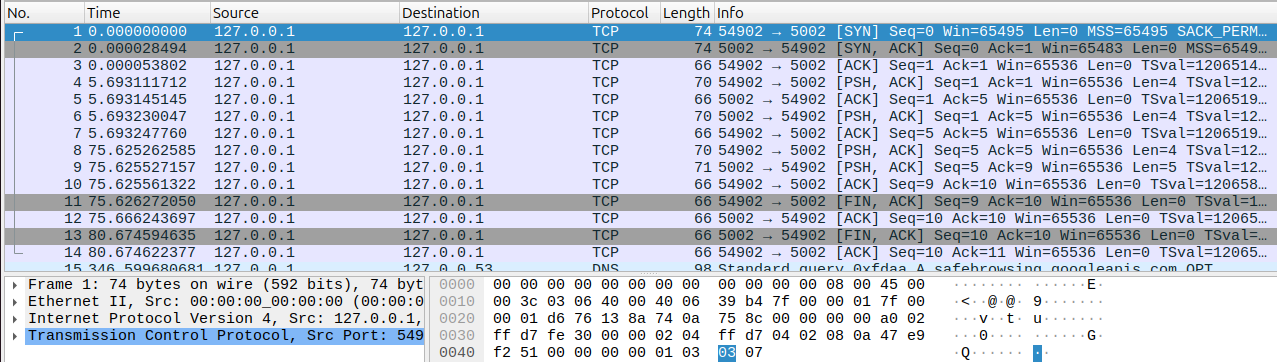 No. Time Source Destination Protocol Length Info
1 0.000000000 127.0.0.1 127.0.0.1 TCP 74 54902 → 5002 [SYN] Seq=0 Win=65495 Len=0 MSS=65495 SACK_PERM…
2 0.000028494 127.0.0.1 127.0.0.1 TCP 74 5002 → 54902 [SYN, ACK] Seq=0 Ack=1 Win=65483 Len=0 MSS=6549…
3 0.000053802 127.0.0.1 127.0.0.1 TCP 66 54902 → 5002 [ACK] Seq=1 Ack=1 Win=65536 Len=0 TSval=1206514…
4 5.693111712 127.0.0.1 127.0.0.1 TCP 70 54902 → 5002 [PSH, ACK] Seq=1 Ack=1 Win=65536 Len=4 TSval=12…
5 5.693145145 127.0.0.1 127.0.0.1 TCP 66 5002 → 54902 [ACK] Seq=1 Ack=5 Win=65536 Len=0 TSval=1206519…
6 5.693230047 127.0.0.1 127.0.0.1 TCP 70 5002 → 54902 [PSH, ACK] Seq=1 Ack=5 Win=65536 Len=4 TSval=12…
7 5.693247760 127.0.0.1 127.0.0.1 TCP 66 54902 → 5002 [ACK] Seq=5 Ack=5 Win=65536 Len=0 TSval=1206519…
8 75.625262585 127.0.0.1 127.0.0.1 TCP 70 54902 → 5002 [PSH, ACK] Seq=5 Ack=5 Win=65536 Len=4 TSval=12…
9 75.625527157 127.0.0.1 127.0.0.1 TCP 71 5002 → 54902 [PSH, ACK] Seq=5 Ack=9 Win=65536 Len=5 TSval=12…
10 75.625561322 127.0.0.1 127.0.0.1 TCP 66 54902 → 5002 [ACK] Seq=9 Ack=10 Win=65536 Len=0 TSval=120658…
11 75.626272050 127.0.0.1 127.0.0.1 TCP 66 54902 → 5002 [FIN, ACK] Seq=9 Ack=10 Win=65536 Len=0 TSval=1…
12 75.666243697 127.0.0.1 127.0.0.1 TCP 66 5002 → 54902 [ACK] Seq=10 Ack=10 Win=65536 Len=0 TSval=12065…
13 80.674594635 127.0.0.1 127.0.0.1 TCP 66 5002 → 54902 [FIN, ACK] Seq=10 Ack=10 Win=65536 Len=0 TSval=…
14 80.674622377 127.0.0.1 127.0.0.1 TCP 66 54902 → 5002 [ACK] Seq=10 Ack=11 Win=65536 Len=0 TSval=12065…
15 346.599680681 127.0.0.1 127.0.0.53 DNS 98 Standard query 0xfdaa A safebrowsing.googleapis.com OPT
Frame 1: 74 bytes on wire (592 bits), 74 byt
Ethernet II, Src: 00:00:00_00:00:00 (00:00:0
Internet Protocol Version 4, Src: 127.0.0.1,
Transmission Control Protocol, Src Port: 549
0000 00 00 00 00 00 00 00 00 00 00 00 00 08 00 45 00 ········ ······E·
0010 00 3c 03 06 40 00 40 06 39 b4 7f 00 00 01 7f 00 ·<··@·@· 9·······
0020 00 01 d6 76 13 8a 74 0a 75 8c 00 00 00 00 a0 02 ···v··t· u·······
0030 ff d7 fe 30 00 00 02 04 ff d7 04 02 08 0a 47 e9 ···0···· ······G·
0040 f2 51 00 00 00 00 01 03 03 07 ·Q······ ··